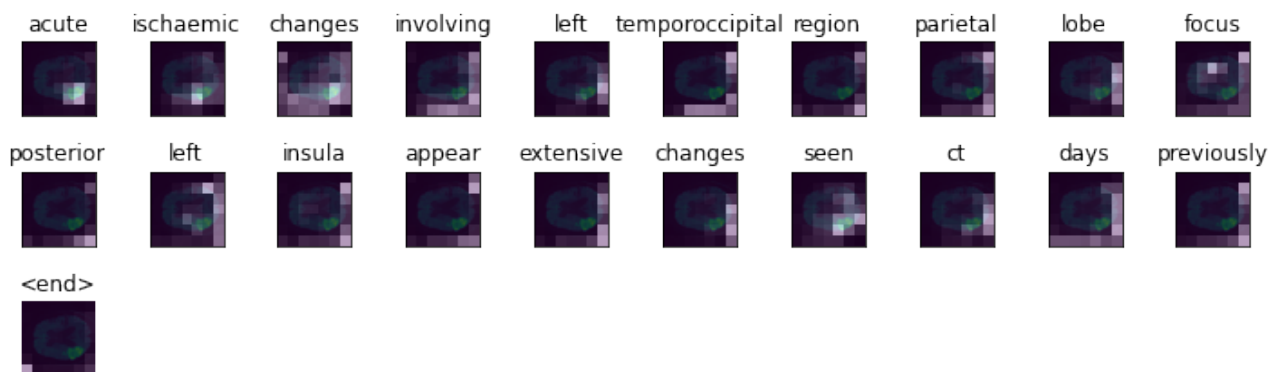 acute ischaemic changes involving left temporoccipital region parietal lobe focus
posterior left insula appear extensive changes seen ct days previously
<end>